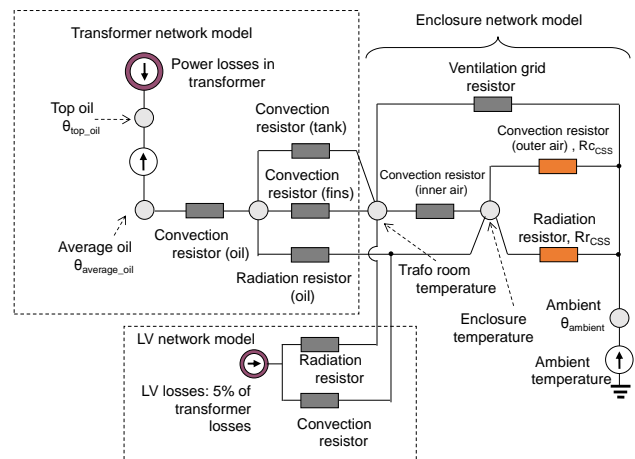 Transformer network model
Enclosure network model
Power losses in
transformer
Top oil
θtop_oil
Convection
resistor (tank)
Ventilation grid
resistor
Convection resistor
(outer air) , RcCSS
Convection
resistor (fins)
Convection resistor
(inner air)
Average oil
θaverage_oil
Convection
resistor (oil)
Radiation resistor
(oil)
Trafo room
temperature
Radiation
resistor, RrCSS
Enclosure
temperature
Ambient
θambient
Ambient
temperature
LV network model
Radiation
resistor
LV losses: 5% of
transformer
losses
Convection
resistor